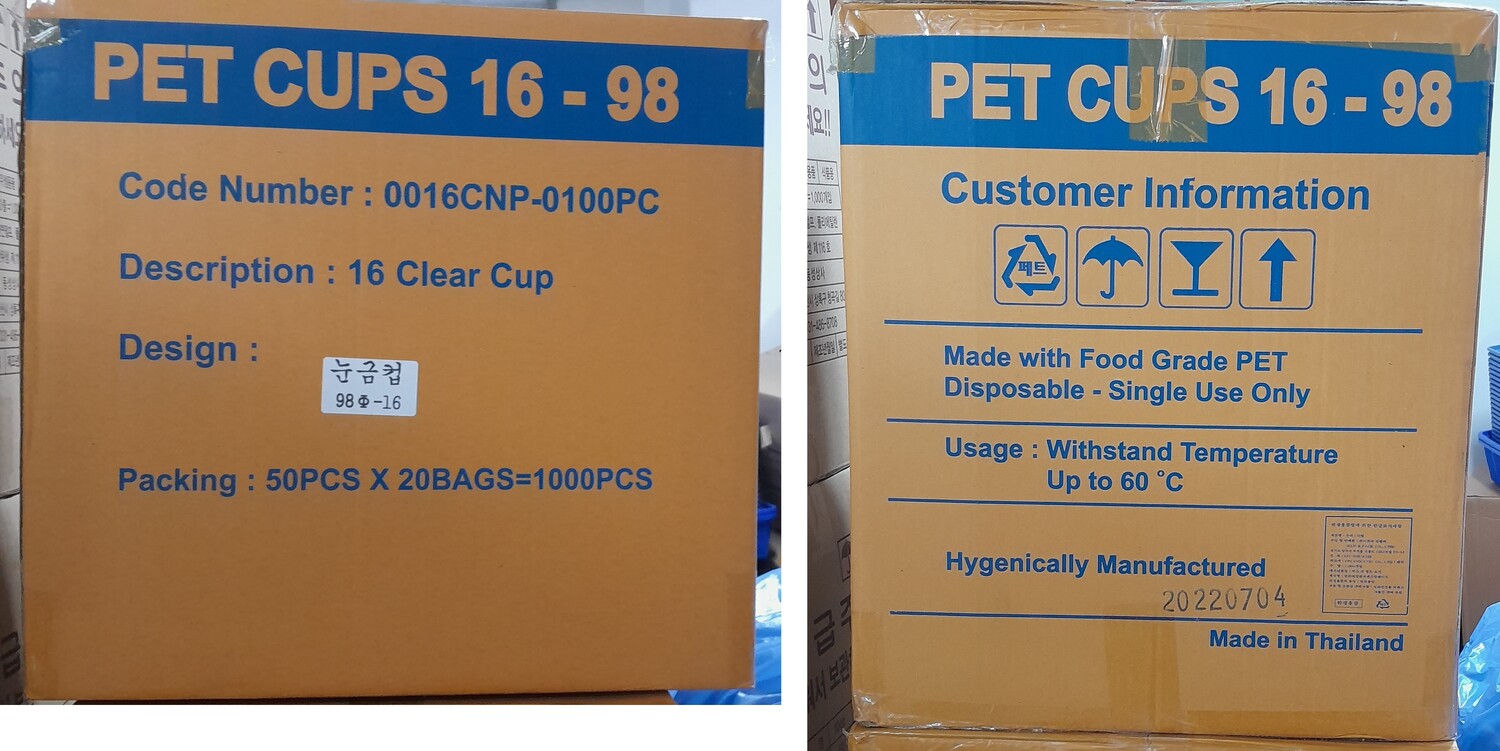 PET CUPS 16 - 98
Code Number : 0016CNP-0100PC
Description : 16 Clear Cup
Design :
눈금컵
98Φ-16
Packing : 50PCS X 20BAGS=1000PCS
PET CUPS 16 - 98
Customer Information
페트
Made with Food Grade PET
Disposable - Single Use Only
Usage : Withstand Temperature
Up to 60 °C
Hygenically Manufactured
20220704
Made in Thailand